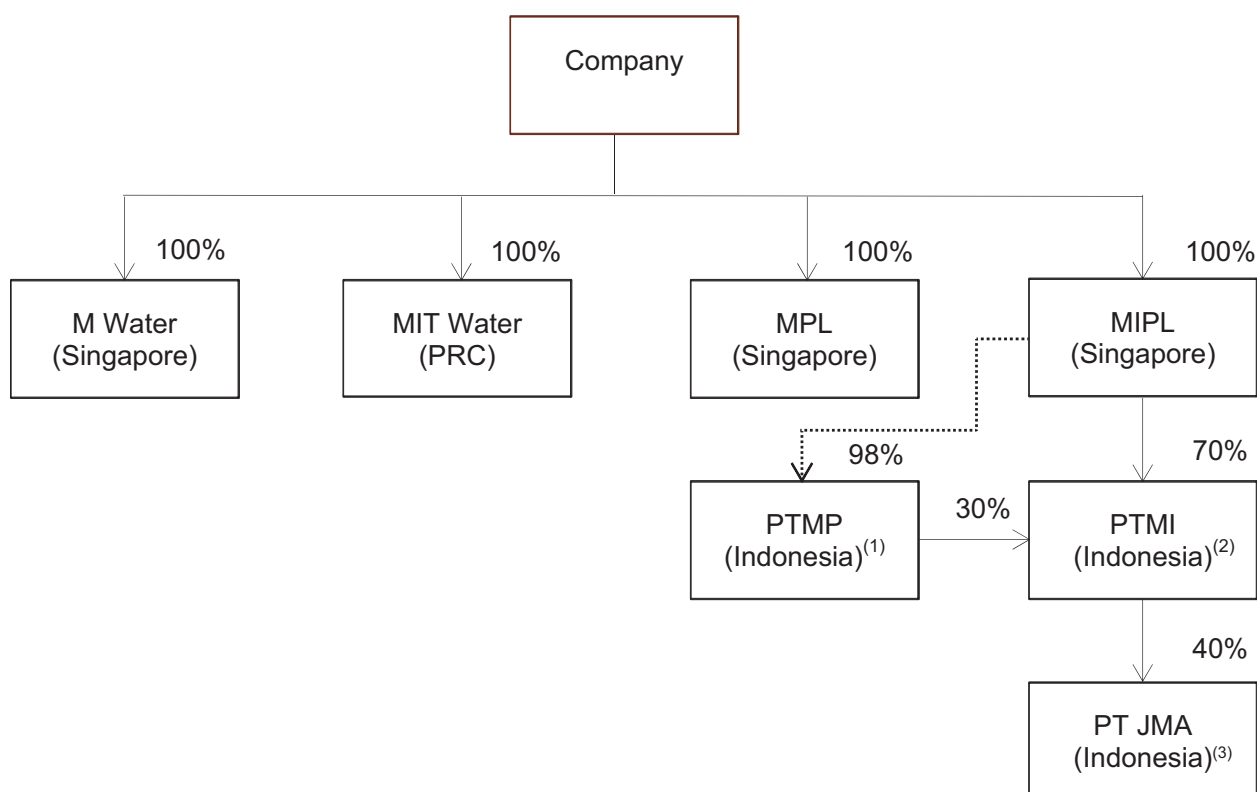 Company
100%
100%
100%
100%
M Water
(Singapore)
MIT Water
(PRC)
MPL
(Singapore)
MIPL
(Singapore)
98%
70%
PTMP
(Indonesia)(1)
30%
PTMI
(Indonesia)(2)
40%
PT JMA
(Indonesia)(3)